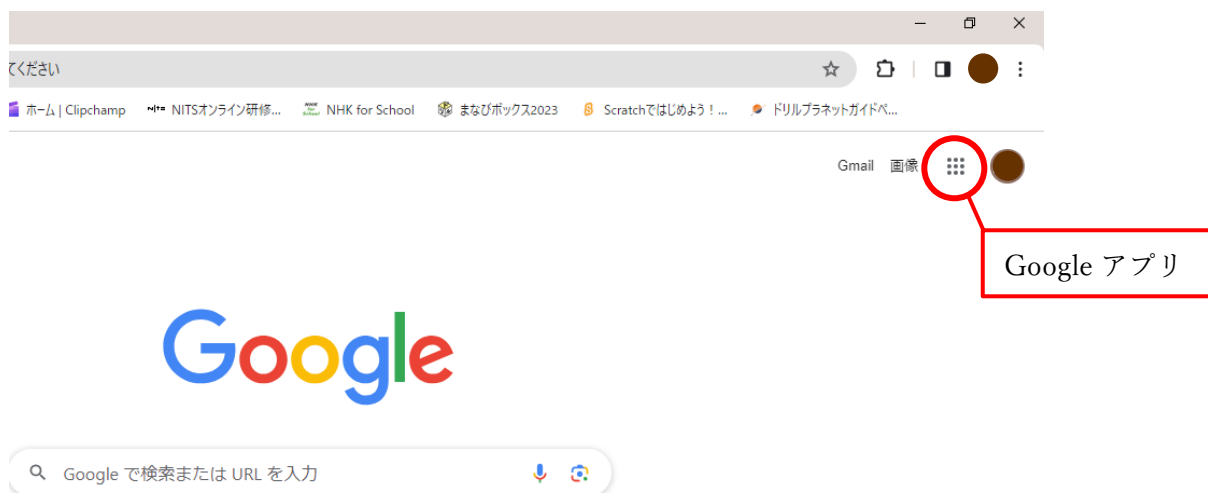 てください
ホーム | Clipchamp NITSオンライン研修... NHK for School まなびボックス2023 Scratchではじめよう！... ドリルプラネットガイドペ...
Gmail 画像
Google アプリ
Google
Google で検索または URL を入力